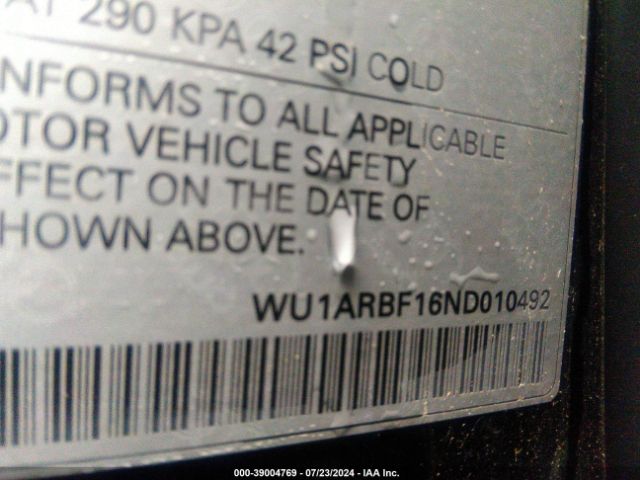 AT 290 KPA 42 PSI COLD
NFORMS TO ALL APPLICABLE
OTOR VEHICLE SAFETY
FFECT ON THE DATE OF
HOWN ABOVE.
WU1ARBF16ND010492
000-39004769 - 07/23/2024 - IAA Inc.